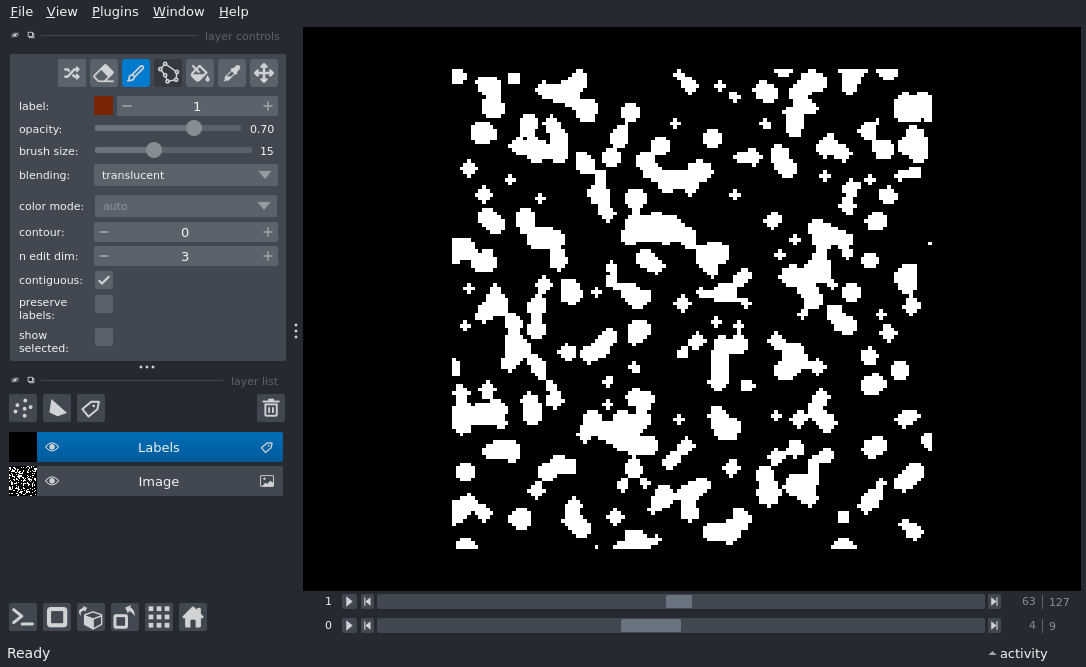 File View Plugins Window Help
layer controls
label: 1
opacity: 0.70
brush size: 15
blending: translucent
color mode: auto
contour: 0
n edit dim: 3
contiguous:
preserve
labels:
show
selected:
layer list
Labels
Image
1 63 127
0 4 9
Ready activity